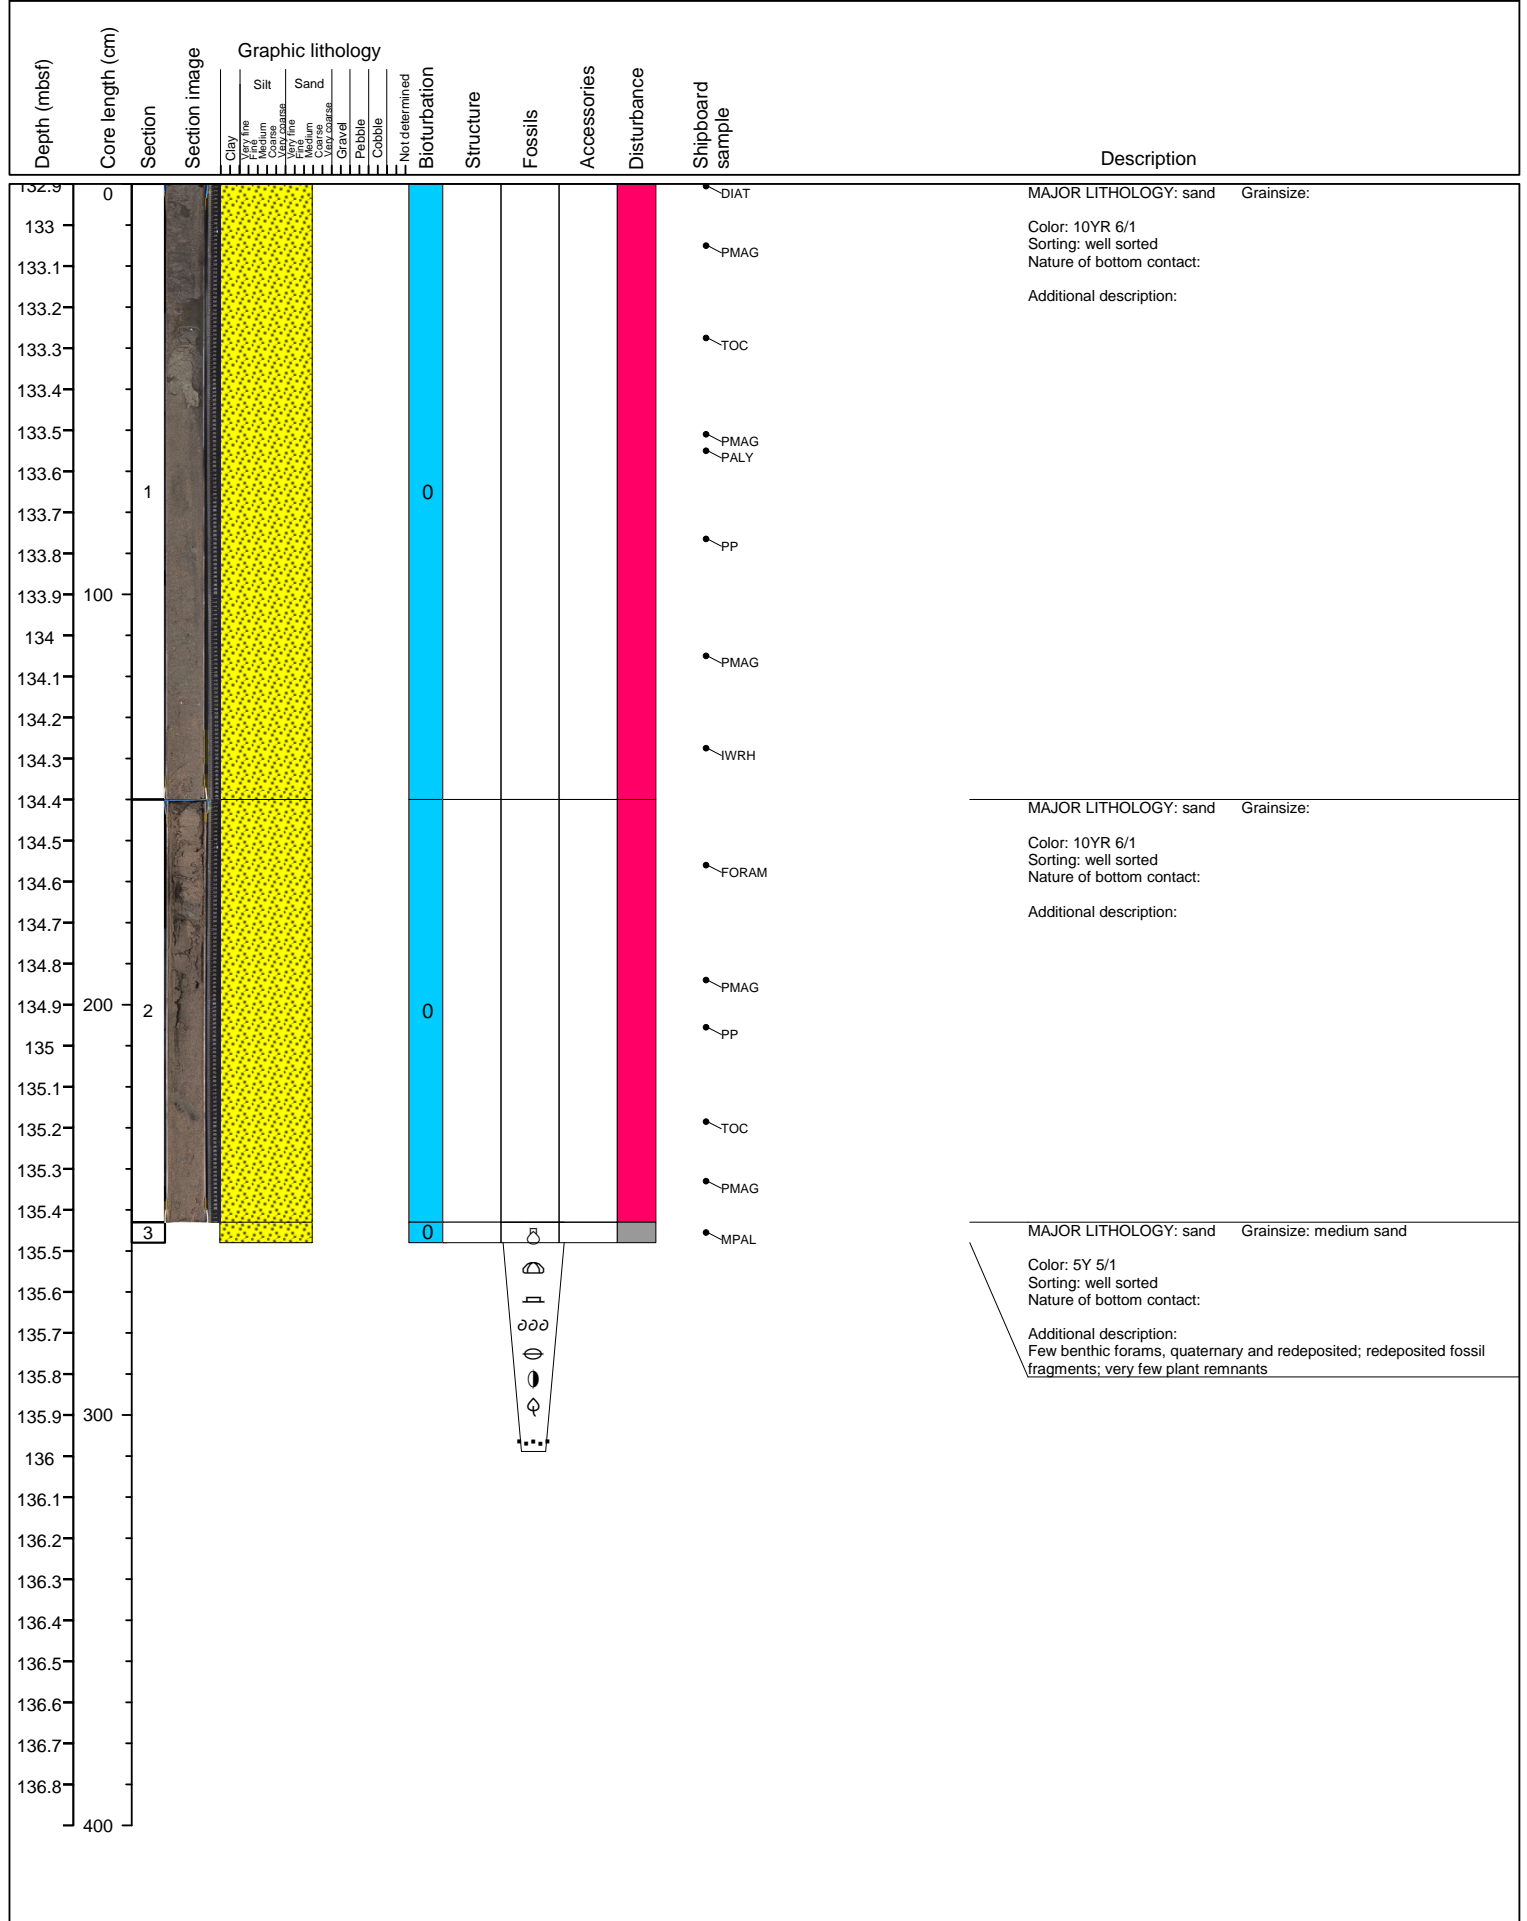 Depth (mbsf)
Core length (cm)
Section
Section image
Graphic lithology
Clay
Silt
Very fine
Fine
Medium
Coarse
Very coarse
Sand
Very fine
Fine
Medium
Coarse
Very coarse
Gravel
Pebble
Cobble
Not determined
Bioturbation
Structure
Fossils
Accessories
Disturbance
Shipboard
sample
Description
132.9 0 DIAT MAJOR LITHOLOGY: sand Grainsize:
133 Color: 10YR 6/1
Sorting: well sorted
PMAG
133.1 Nature of bottom contact:
Additional description:
133.2
133.3 TOC
133.4
133.5 PMAG
PALY
133.6
1 0
133.7
133.8 PP
133.9 100
134
134.1 PMAG
134.2
134.3 IWRH
134.4 MAJOR LITHOLOGY: sand Grainsize:
134.5 Color: 10YR 6/1
Sorting: well sorted
134.6 FORAM Nature of bottom contact:
134.7 Additional description:
134.8
PMAG
134.9 200 2 0
135 PP
135.1
135.2 TOC
135.3 PMAG
135.4
3 0 MPAL MAJOR LITHOLOGY: sand Grainsize: medium sand
135.5
Color: 5Y 5/1
Sorting: well sorted
135.6 Nature of bottom contact:
135.7 Additional description:
Few benthic forams, quaternary and redeposited; redeposited fossil
135.8 fragments; very few plant remnants
135.9 300
136
136.1
136.2
136.3
136.4
136.5
136.6
136.7
136.8
400